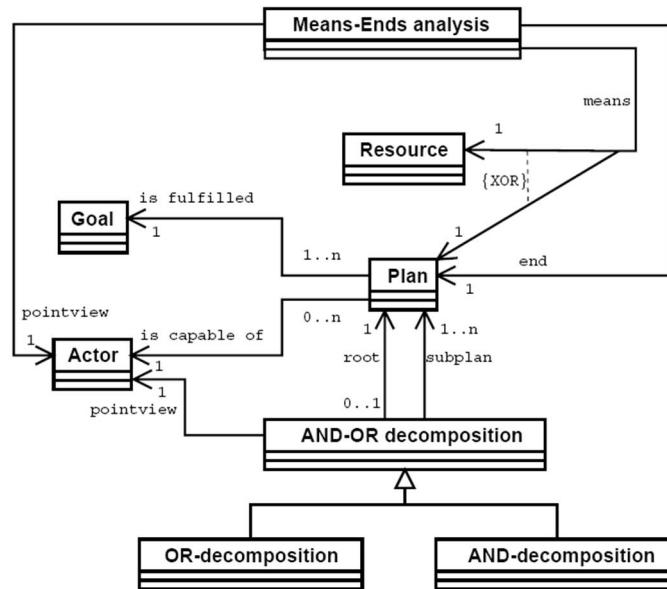 Means-Ends analysis
means
1
Resource
{XOR}
is fulfilled
Goal
1
1
1..n
Plan
end
1
pointview
is capable of
0..n
1
1..n
1
Actor
1
root
subplan
1
pointview
0..1
AND-OR decomposition
OR-decomposition
AND-decomposition